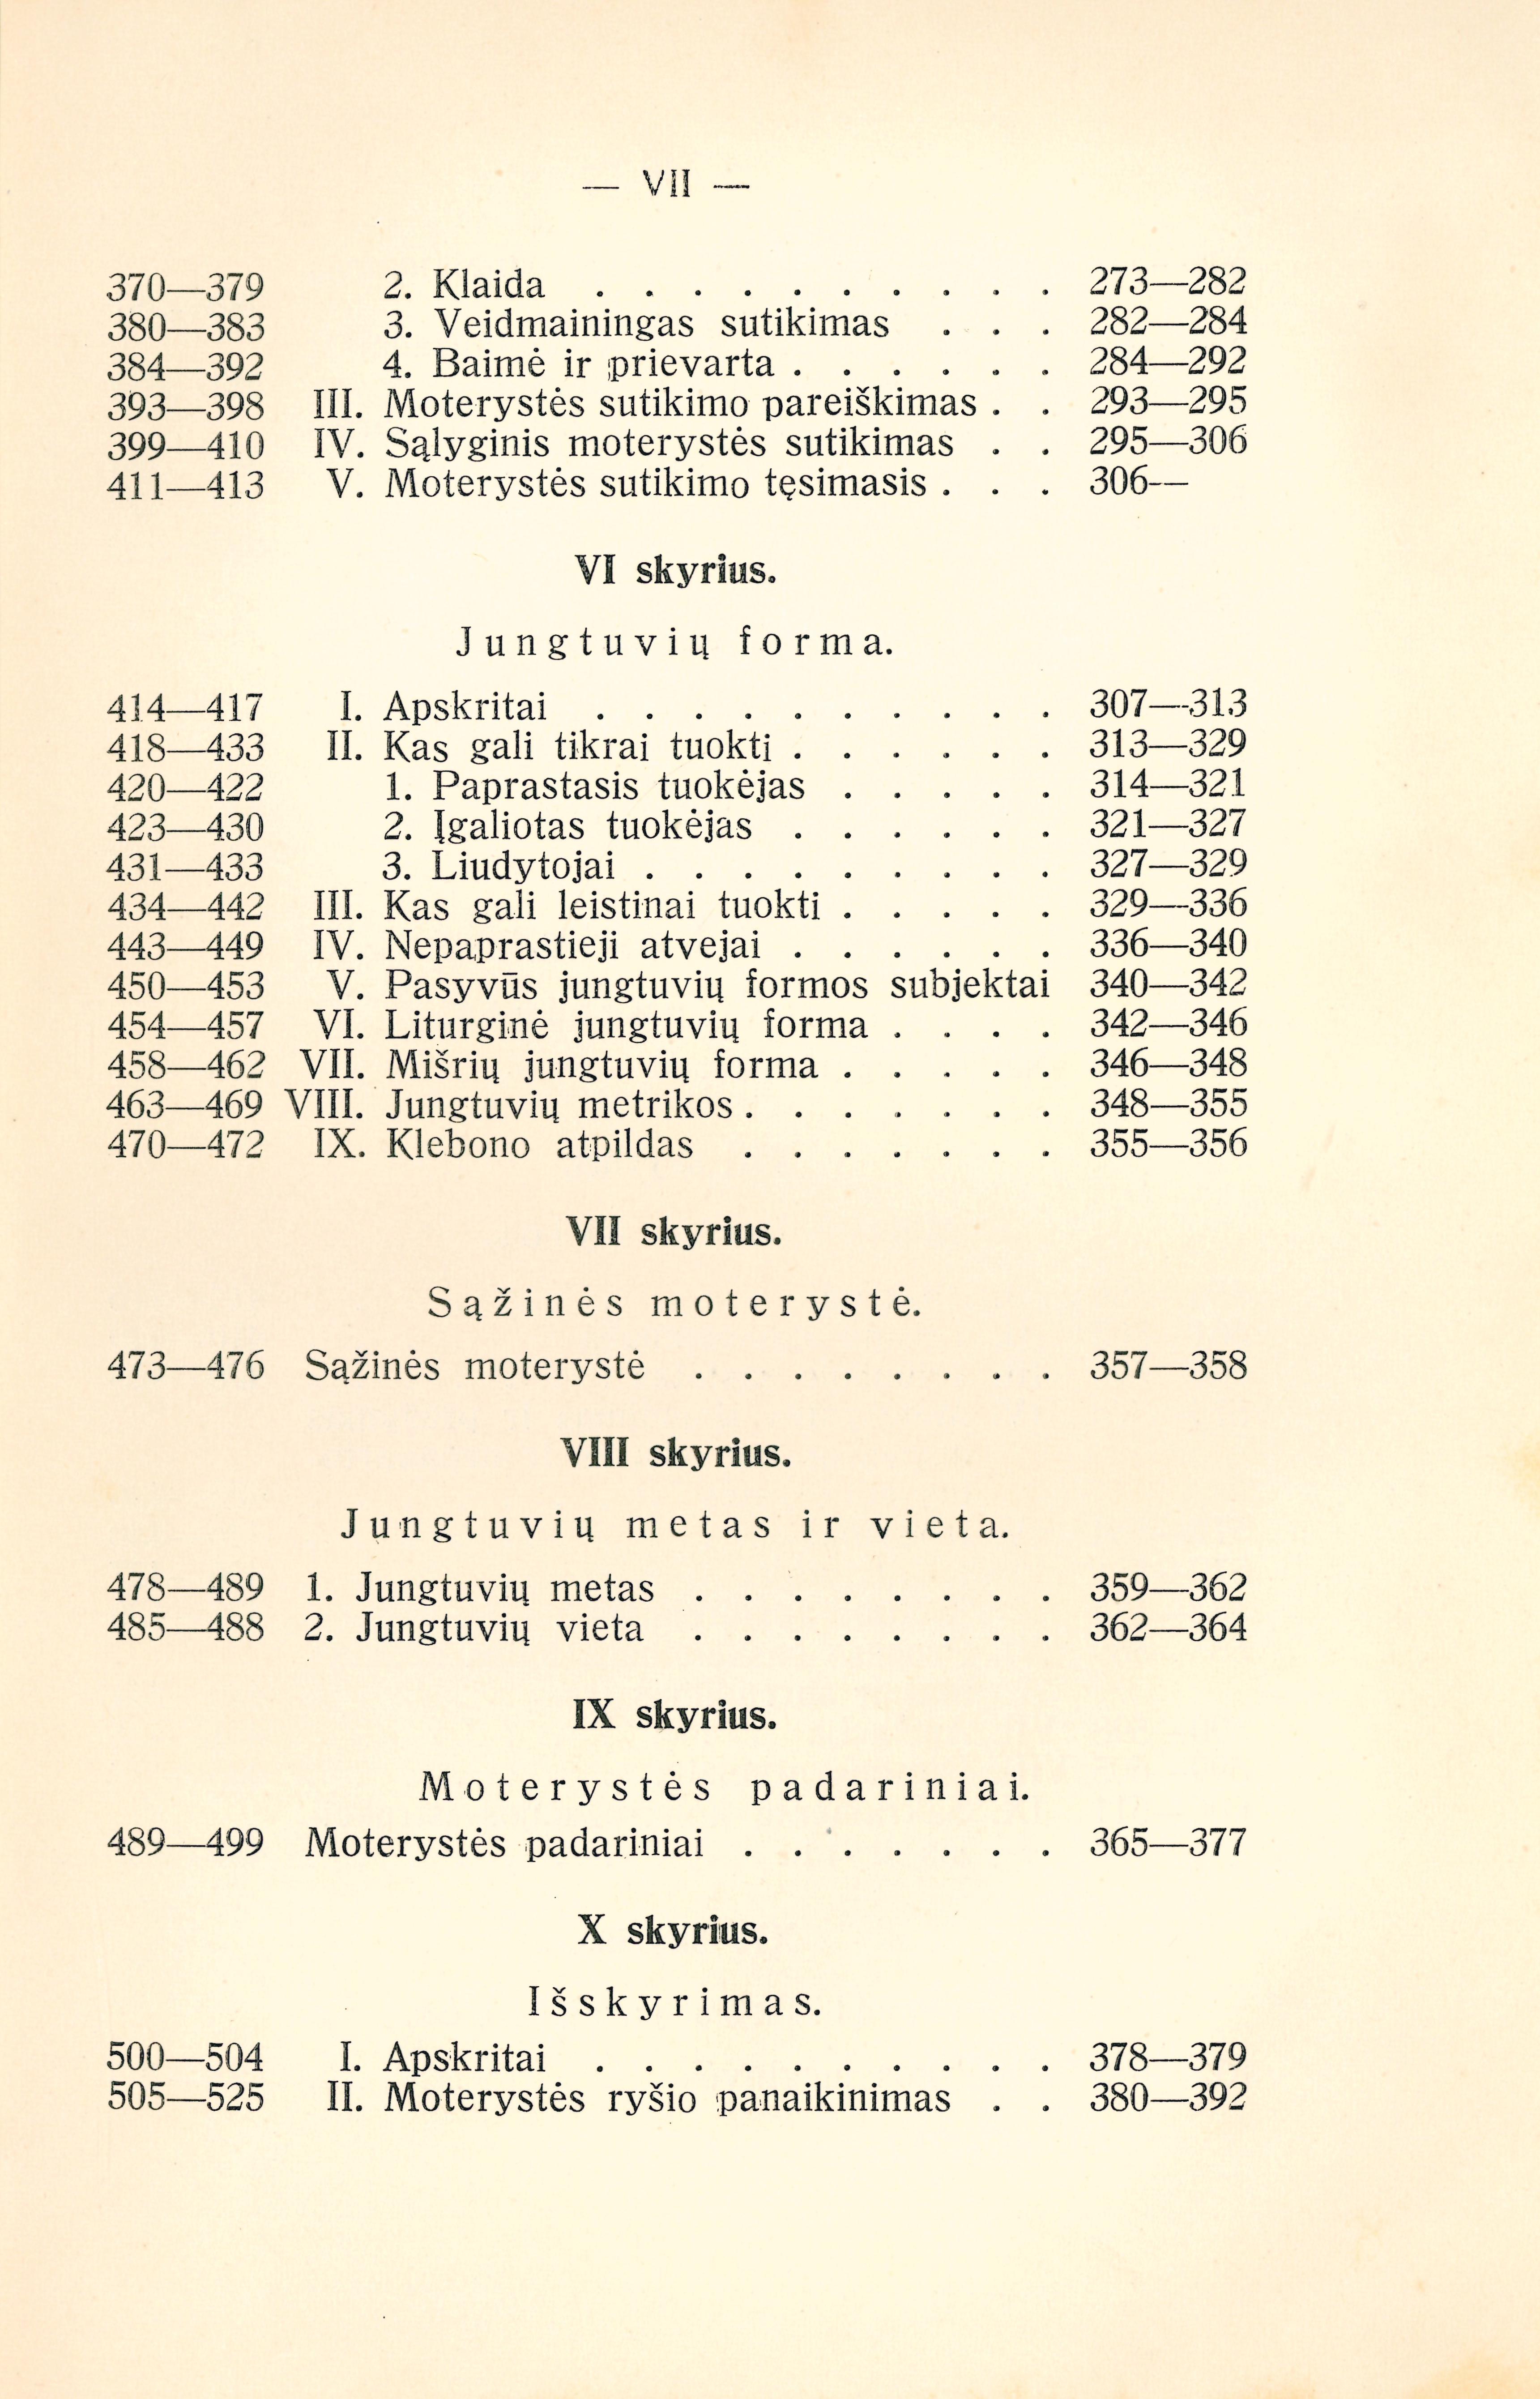 — VII —
370—379 2. Klaida . . . . . . . . . . 273—282
380—383 3. Veidmainingas sutikimas . . . 282—284
384—392 4. Baimė ir prievarta . . . . . . 284—292
393—398 III. Moterystės sutikimo pareiškimas . . 293—295
399—410 IV. Sąlyginis moterystės sutikimas . . 295—306
411—413 V. Moterystės sutikimo tęsimasis . . . 306—
VI skyrius.
Jungtuvių forma.
414—417 I. Apskritai . . . . . . . . . . 307—313
418—433 II. Kas gali tikrai tuokti . . . . . . 313—329
420—422 1. Paprastasis tuokėjas . . . . . 314—321
423—430 2. Įgaliotas tuokėjas . . . . . . 321—327
431—433 3. Liudytojai . . . . . . . . . 327—329
434—442 III. Kas gali leistinai tuokti . . . . . 329—336
443—449 IV. Nepaprastieji atvejai . . . . . . 336—340
450—453 V. Pasyvūs jungtuvių formos subjektai 340—342
454—457 VI. Liturginė jungtuvių forma . . . . 342—346
458—462 VII. Mišrių jungtuvių forma . . . . . 346—348
463—469 VIII. Jungtuvių metrikos . . . . . . . 348—355
470—472 IX. Klebono atpildas . . . . . . . 355—356
VII skyrius.
Sąžinės moterystė.
473—476 Sąžinės moterystė . . . . . . . . 357—358
VIII skyrius.
Jungtuvių metas ir vieta.
478—489 1. Jungtuvių metas . . . . . . . . 359—362
485—488 2. Jungtuvių vieta . . . . . . . . 362—364
IX skyrius.
Moterystės padariniai.
489—499 Moterystės padariniai . . . . . . . 365—377
X skyrius.
Išskyrimas.
500—504 I. Apskritai . . . . . . . . . . 378—379
505—525 II. Moterystės ryšio panaikinimas . . 380—392